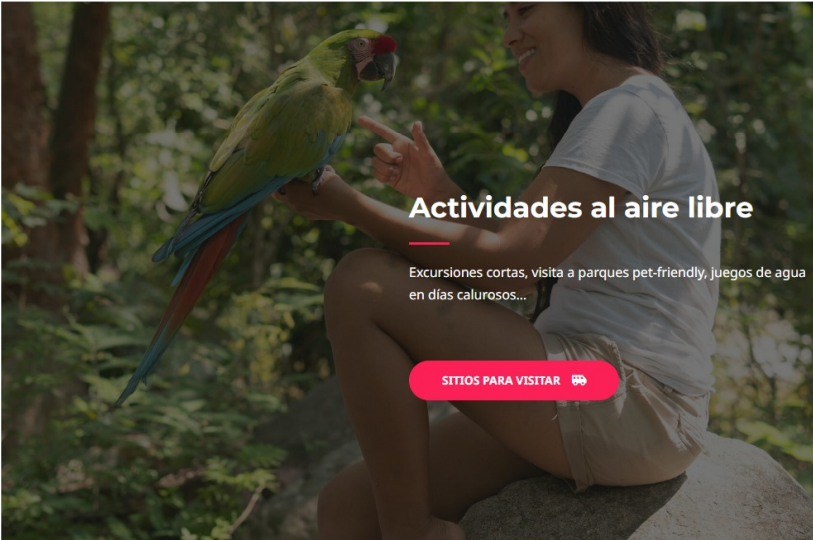 Actividades al aire libre
Excursiones cortas, visita a parques pet-friendly, juegos de agua
en días calurosos...
SITIOS PARA VISITAR